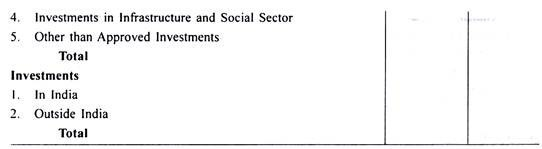 4. Investments in Infrastructure and Social Sector
5. Other than Approved Investments
Total
Investments
1. In India
2. Outside India
Total